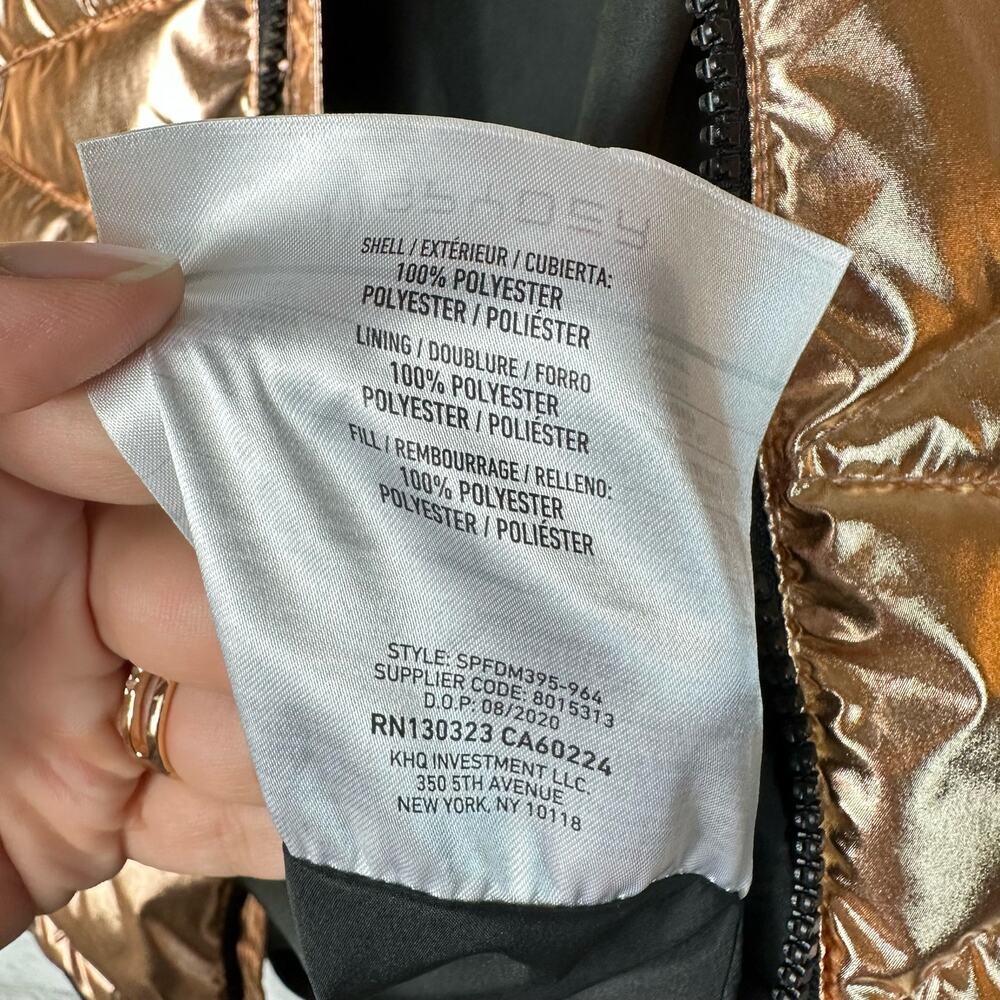 SHELL / EXTÉRIEUR / CUBIERTA:
100% POLYESTER
POLYESTER / POLIÉSTER
LINING / DOUBLURE / FORRO
100% POLYESTER
POLYESTER / POLIÉSTER
FILL / REMBOURRAGE / RELLENO:
100% POLYESTER
POLYESTER / POLIÉSTER
STYLE: SPFDM395-964
SUPPLIER CODE: 8015313
D.O.P: 08/2020
RN130323 CA60224
KHQ INVESTMENT LLC.
350 5TH AVENUE
NEW YORK, NY 10118